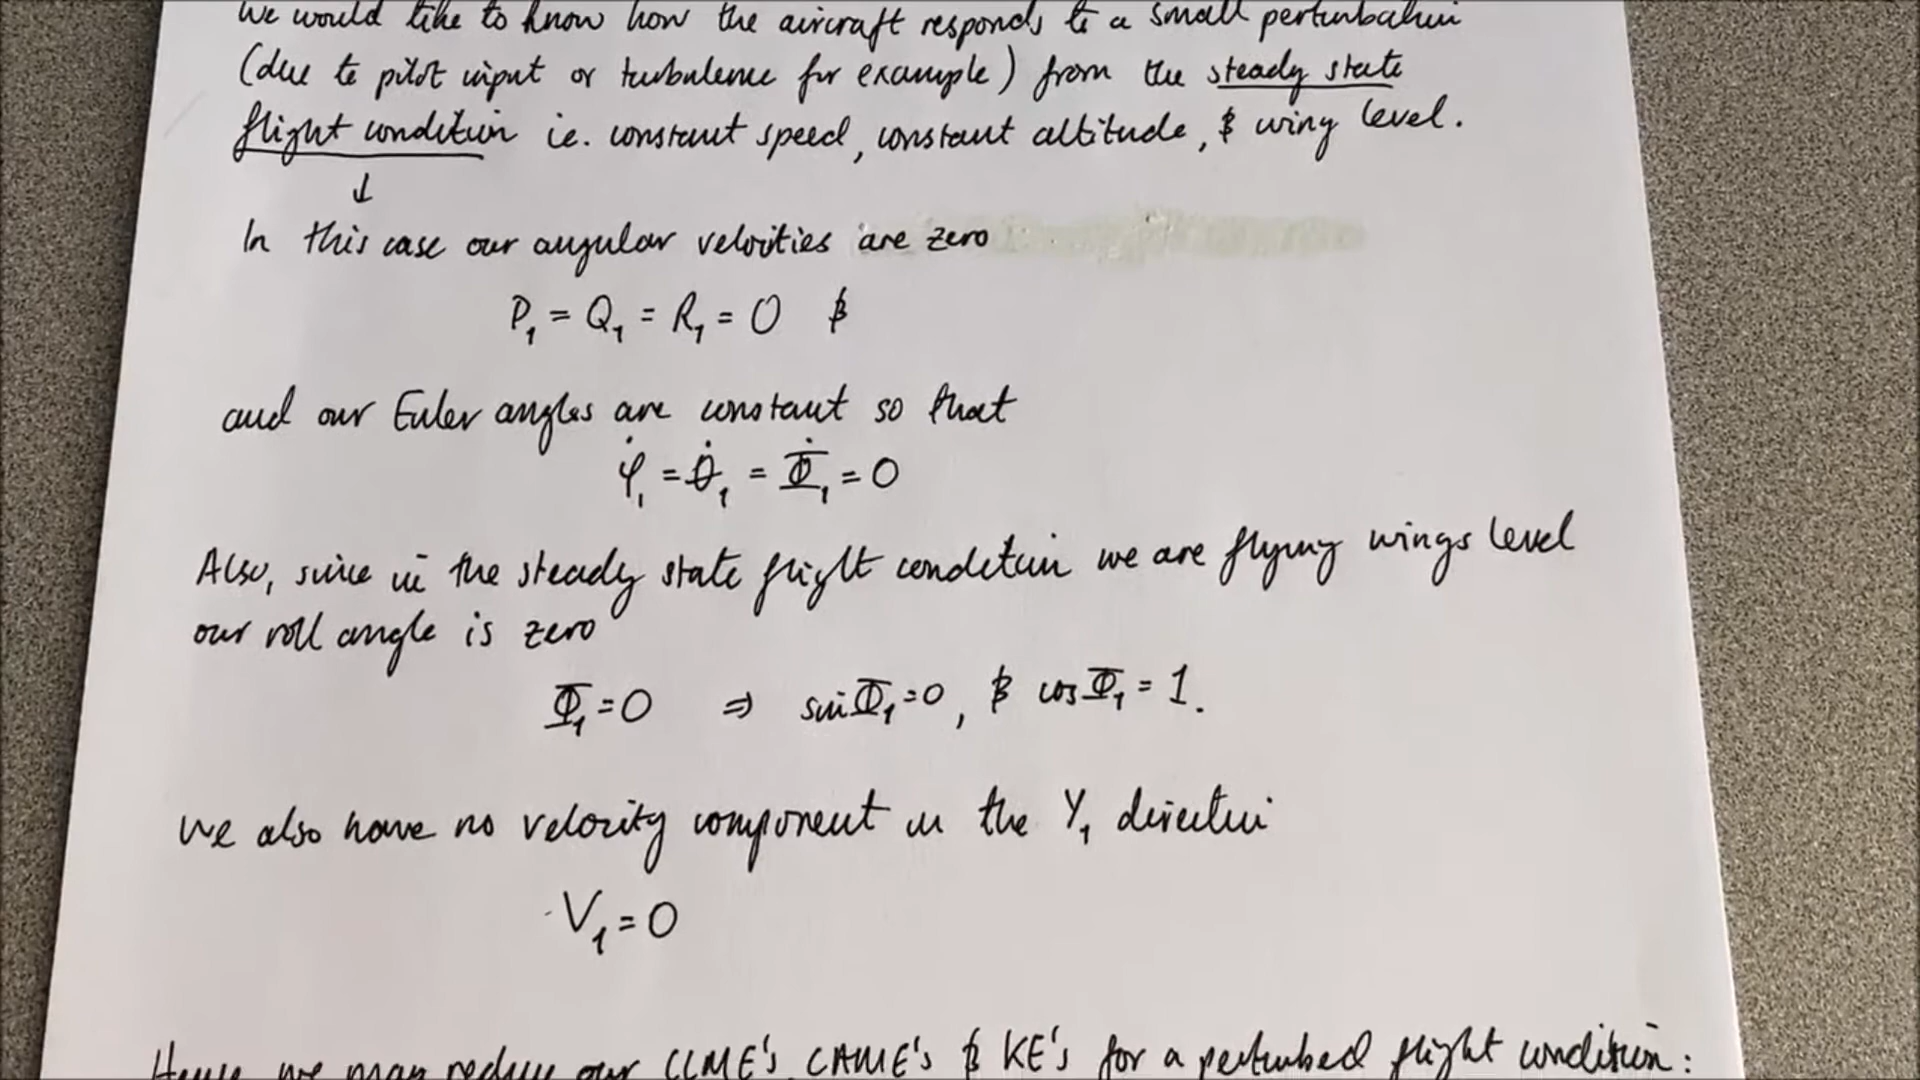 We would like to know how the aircraft responds to a small perturbation
(due to pilot input or turbulence for example) from the steady state
flight condition ie. constant speed, constant altitude, & wing level.
↓
In this case our angular velocities are zero
P₁ = Q₁ = R₁ = 0 &
and our Euler angles are constant so that
φ̇₁ = θ̇₁ = Φ̇₁ = 0
Also, since in the steady state flight condition we are flying wings level
our roll angle is zero
Φ₁ = 0 ⇒ sin Φ₁ = 0, & cos Φ₁ = 1.
We also have no velocity component in the Y₁ direction
V₁ = 0
Hence we may reduce our CLME's, CAME's & KE's for a perturbed flight condition: